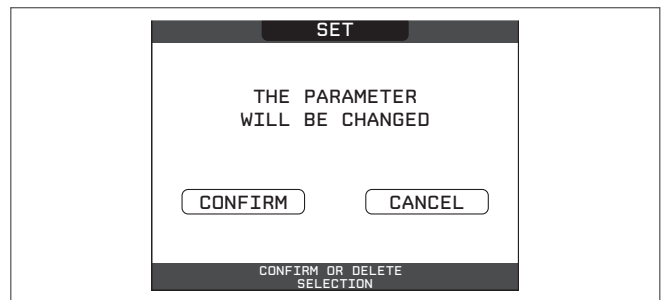 SET
THE PARAMETER
WILL BE CHANGED
CONFIRM CANCEL
CONFIRM OR DELETE
SELECTION